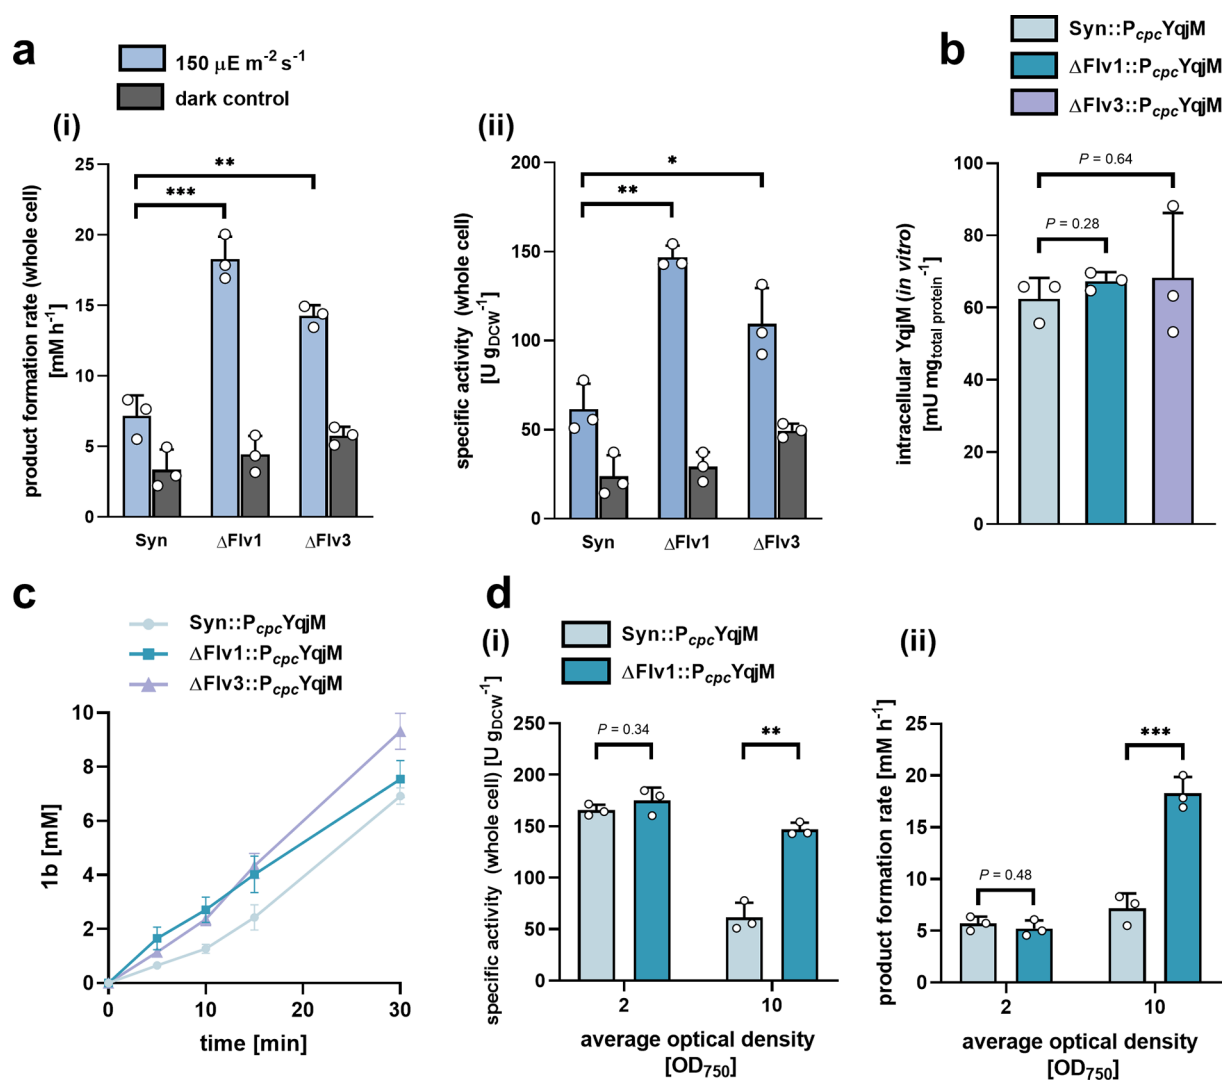 a
150 μE m⁻² s⁻¹
dark control
(i)
product formation rate (whole cell)
[mM h⁻¹]
25
20
15
10
5
0
**
***
Syn
ΔFlv1
ΔFlv3
(ii)
specific activity (whole cell)
[U g_DCW⁻¹]
200
150
100
50
0
*
**
Syn
ΔFlv1
ΔFlv3
b
Syn::PcpcYqjM
ΔFlv1::PcpcYqjM
ΔFlv3::PcpcYqjM
intracellular YqjM (in vitro)
[mU mg_total protein⁻¹]
100
80
60
40
20
0
P = 0.64
P = 0.28
c
Syn::PcpcYqjM
ΔFlv1::PcpcYqjM
ΔFlv3::PcpcYqjM
1b [mM]
10
8
6
4
2
0
0 10 20 30
time [min]
d
(i)
Syn::PcpcYqjM
ΔFlv1::PcpcYqjM
specific activity (whole cell) [U g_DCW⁻¹]
250
200
150
100
50
0
P = 0.34
**
2 10
average optical density
[OD₇₅₀]
(ii)
product formation rate [mM h⁻¹]
25
20
15
10
5
0
P = 0.48
***
2 10
average optical density
[OD₇₅₀]